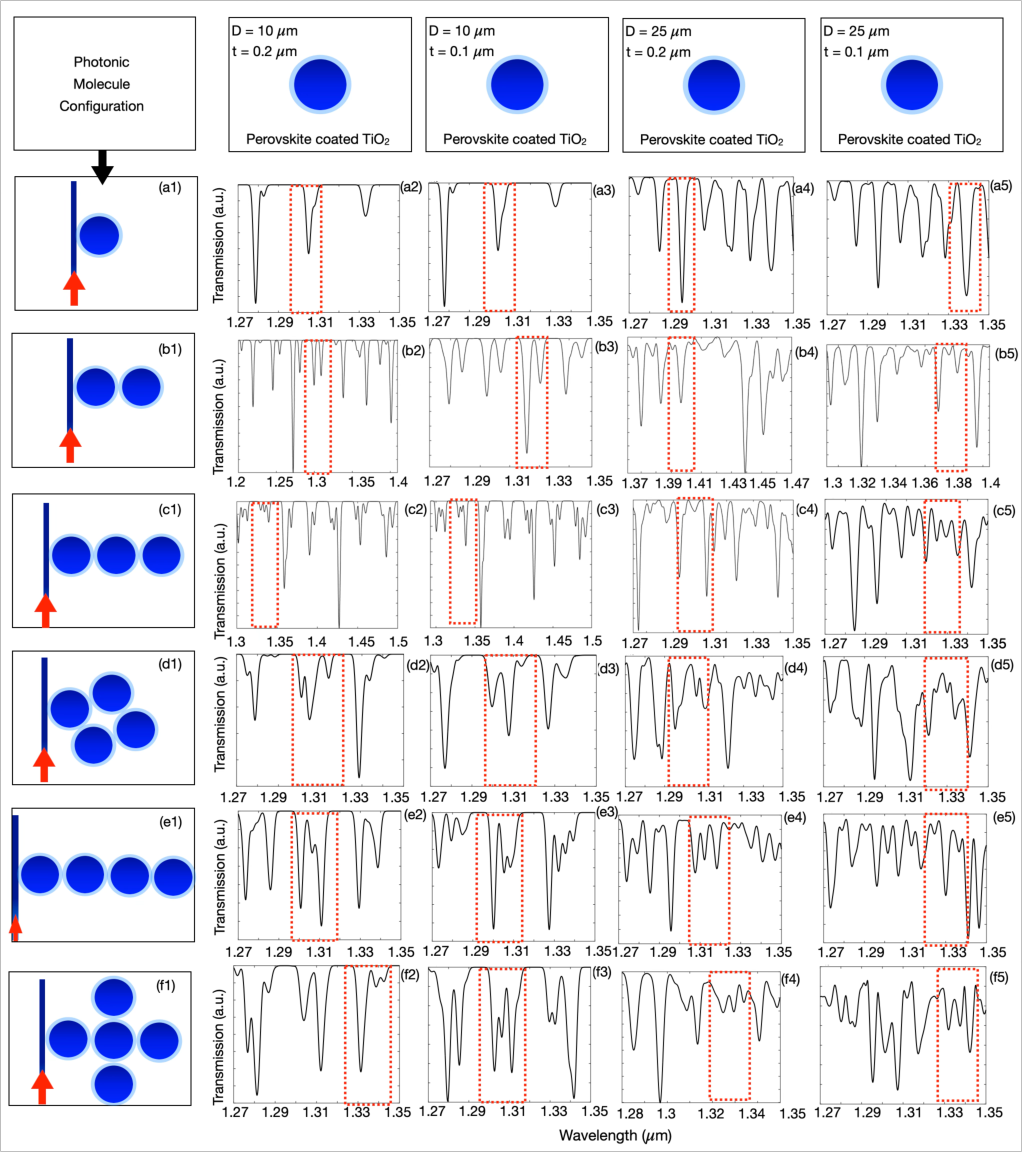 Photonic
Molecule
Configuration
D = 10 μm
t = 0.2 μm
Perovskite coated TiO₂
D = 10 μm
t = 0.1 μm
Perovskite coated TiO₂
D = 25 μm
t = 0.2 μm
Perovskite coated TiO₂
D = 25 μm
t = 0.1 μm
Perovskite coated TiO₂
(a1)
Transmission (a.u.)
(a2) (a3) (a4) (a5)
1.27 1.29 1.31 1.33 1.35
1.27 1.29 1.31 1.33 1.35
1.27 1.29 1.31 1.33 1.35
1.27 1.29 1.31 1.33 1.35
(b1)
Transmission (a.u.)
(b2) (b3) (b4) (b5)
1.2 1.25 1.3 1.35 1.4
1.27 1.29 1.31 1.33 1.35
1.37 1.39 1.41 1.43 1.45 1.47
1.3 1.32 1.34 1.36 1.38 1.4
(c1)
Transmission (a.u.)
(c2) (c3) (c4) (c5)
1.3 1.35 1.4 1.45 1.5
1.3 1.35 1.4 1.45 1.5
1.27 1.29 1.31 1.33 1.35
1.27 1.29 1.31 1.33 1.35
(d1)
Transmission (a.u.)
(d2) (d3) (d4) (d5)
1.27 1.29 1.31 1.33 1.35
1.27 1.29 1.31 1.33 1.35
1.27 1.29 1.31 1.33 1.35
1.27 1.29 1.31 1.33 1.35
(e1)
Transmission (a.u.)
(e2) (e3) (e4) (e5)
1.27 1.29 1.31 1.33 1.35
1.27 1.29 1.31 1.33 1.35
1.27 1.29 1.31 1.33 1.35
1.27 1.29 1.31 1.33 1.35
(f1)
Transmission (a.u.)
(f2) (f3) (f4) (f5)
1.27 1.29 1.31 1.33 1.35
1.27 1.29 1.31 1.33 1.35
1.28 1.3 1.32 1.34 1.35
1.27 1.29 1.31 1.33 1.35
Wavelength (μm)